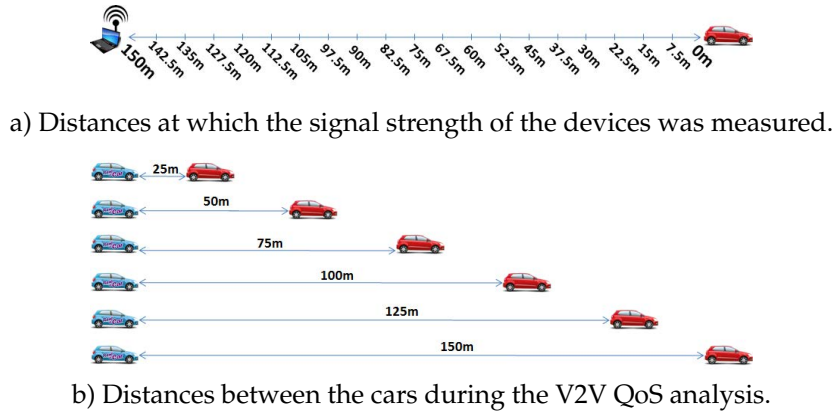 150m 142.5m 135m 127.5m 120m 112.5m 105m 97.5m 90m 82.5m 75m 67.5m 60m 52.5m 45m 37.5m 30m 22.5m 15m 7.5m 0m
a) Distances at which the signal strength of the devices was measured.
25m
50m
75m
100m
125m
150m
b) Distances between the cars during the V2V QoS analysis.